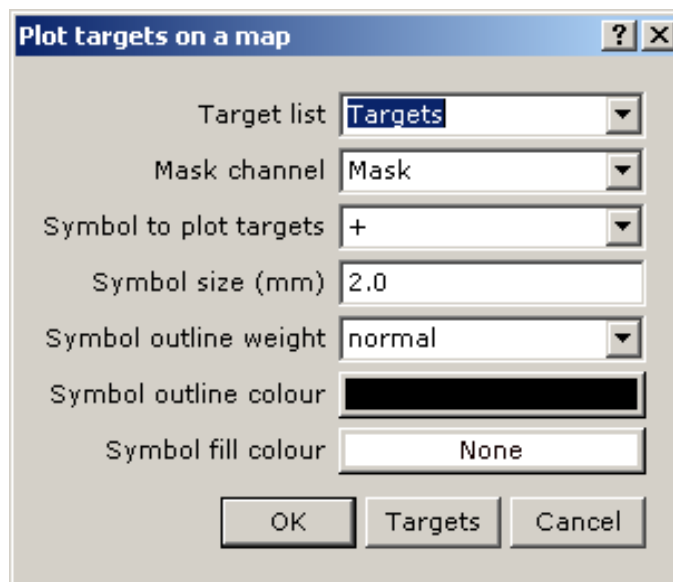 Plot targets on a map ? X
Target list Targets
Mask channel Mask
Symbol to plot targets +
Symbol size (mm) 2.0
Symbol outline weight normal
Symbol outline colour
Symbol fill colour None
OK Targets Cancel